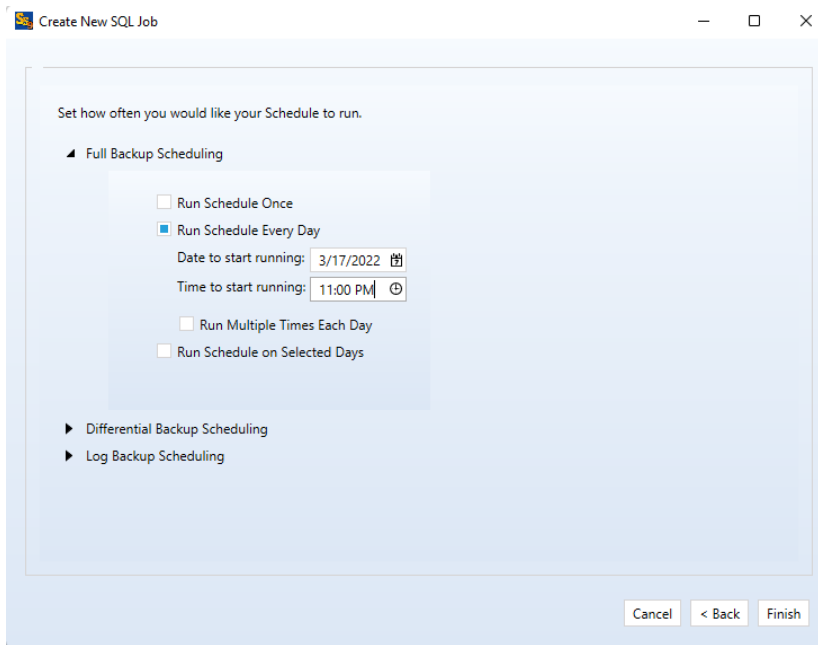 Create New SQL Job
Set how often you would like your Schedule to run.
Full Backup Scheduling
Run Schedule Once
Run Schedule Every Day
Date to start running: 3/17/2022
Time to start running: 11:00 PM
Run Multiple Times Each Day
Run Schedule on Selected Days
Differential Backup Scheduling
Log Backup Scheduling
Cancel < Back Finish